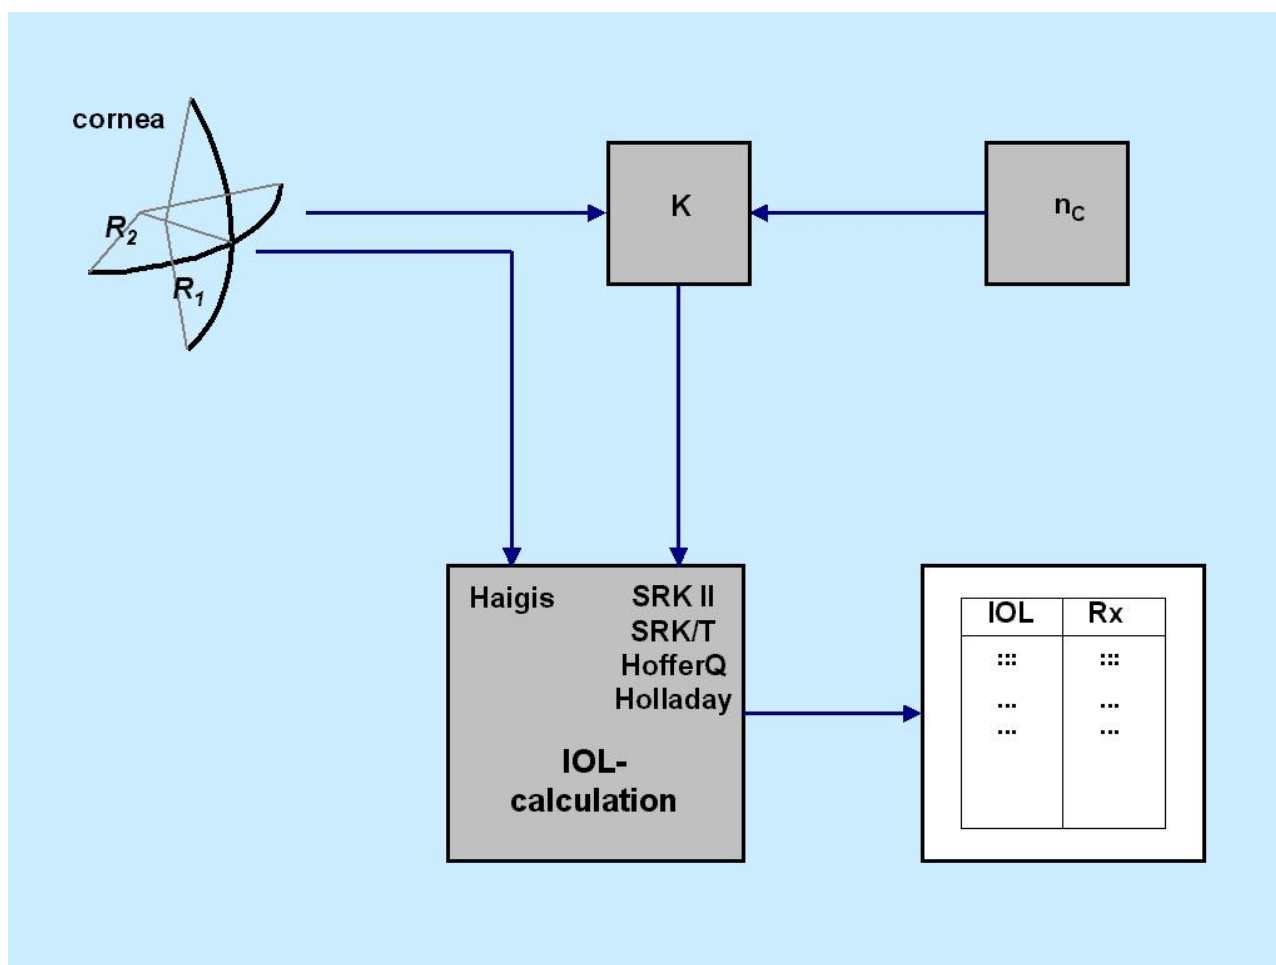 cornea
R2
R1
K
nC
Haigis
SRK II
SRK/T
HofferQ
Holladay
IOL-
calculation
IOL Rx
::: :::
... ...
... ...